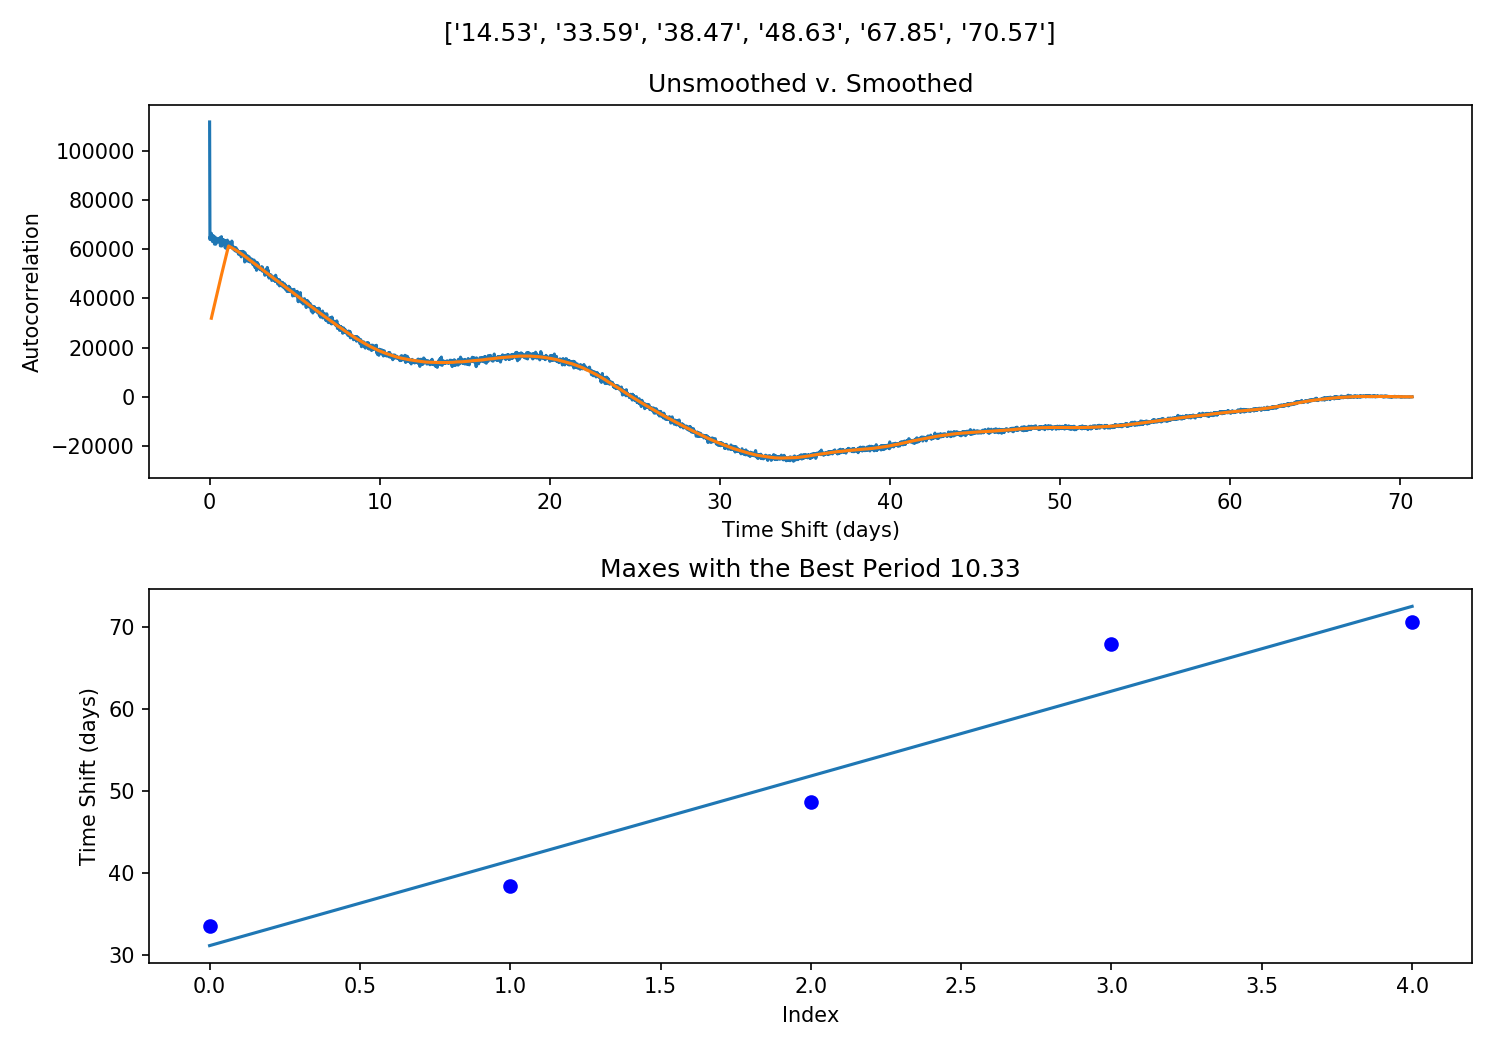 ['14.53', '33.59', '38.47', '48.63', '67.85', '70.57']
Unsmoothed v. Smoothed
100000
80000
60000
40000
20000
0
−20000
Autocorrelation
0 10 20 30 40 50 60 70
Time Shift (days)
Maxes with the Best Period 10.33
70
60
50
40
30
Time Shift (days)
0.0 0.5 1.0 1.5 2.0 2.5 3.0 3.5 4.0
Index